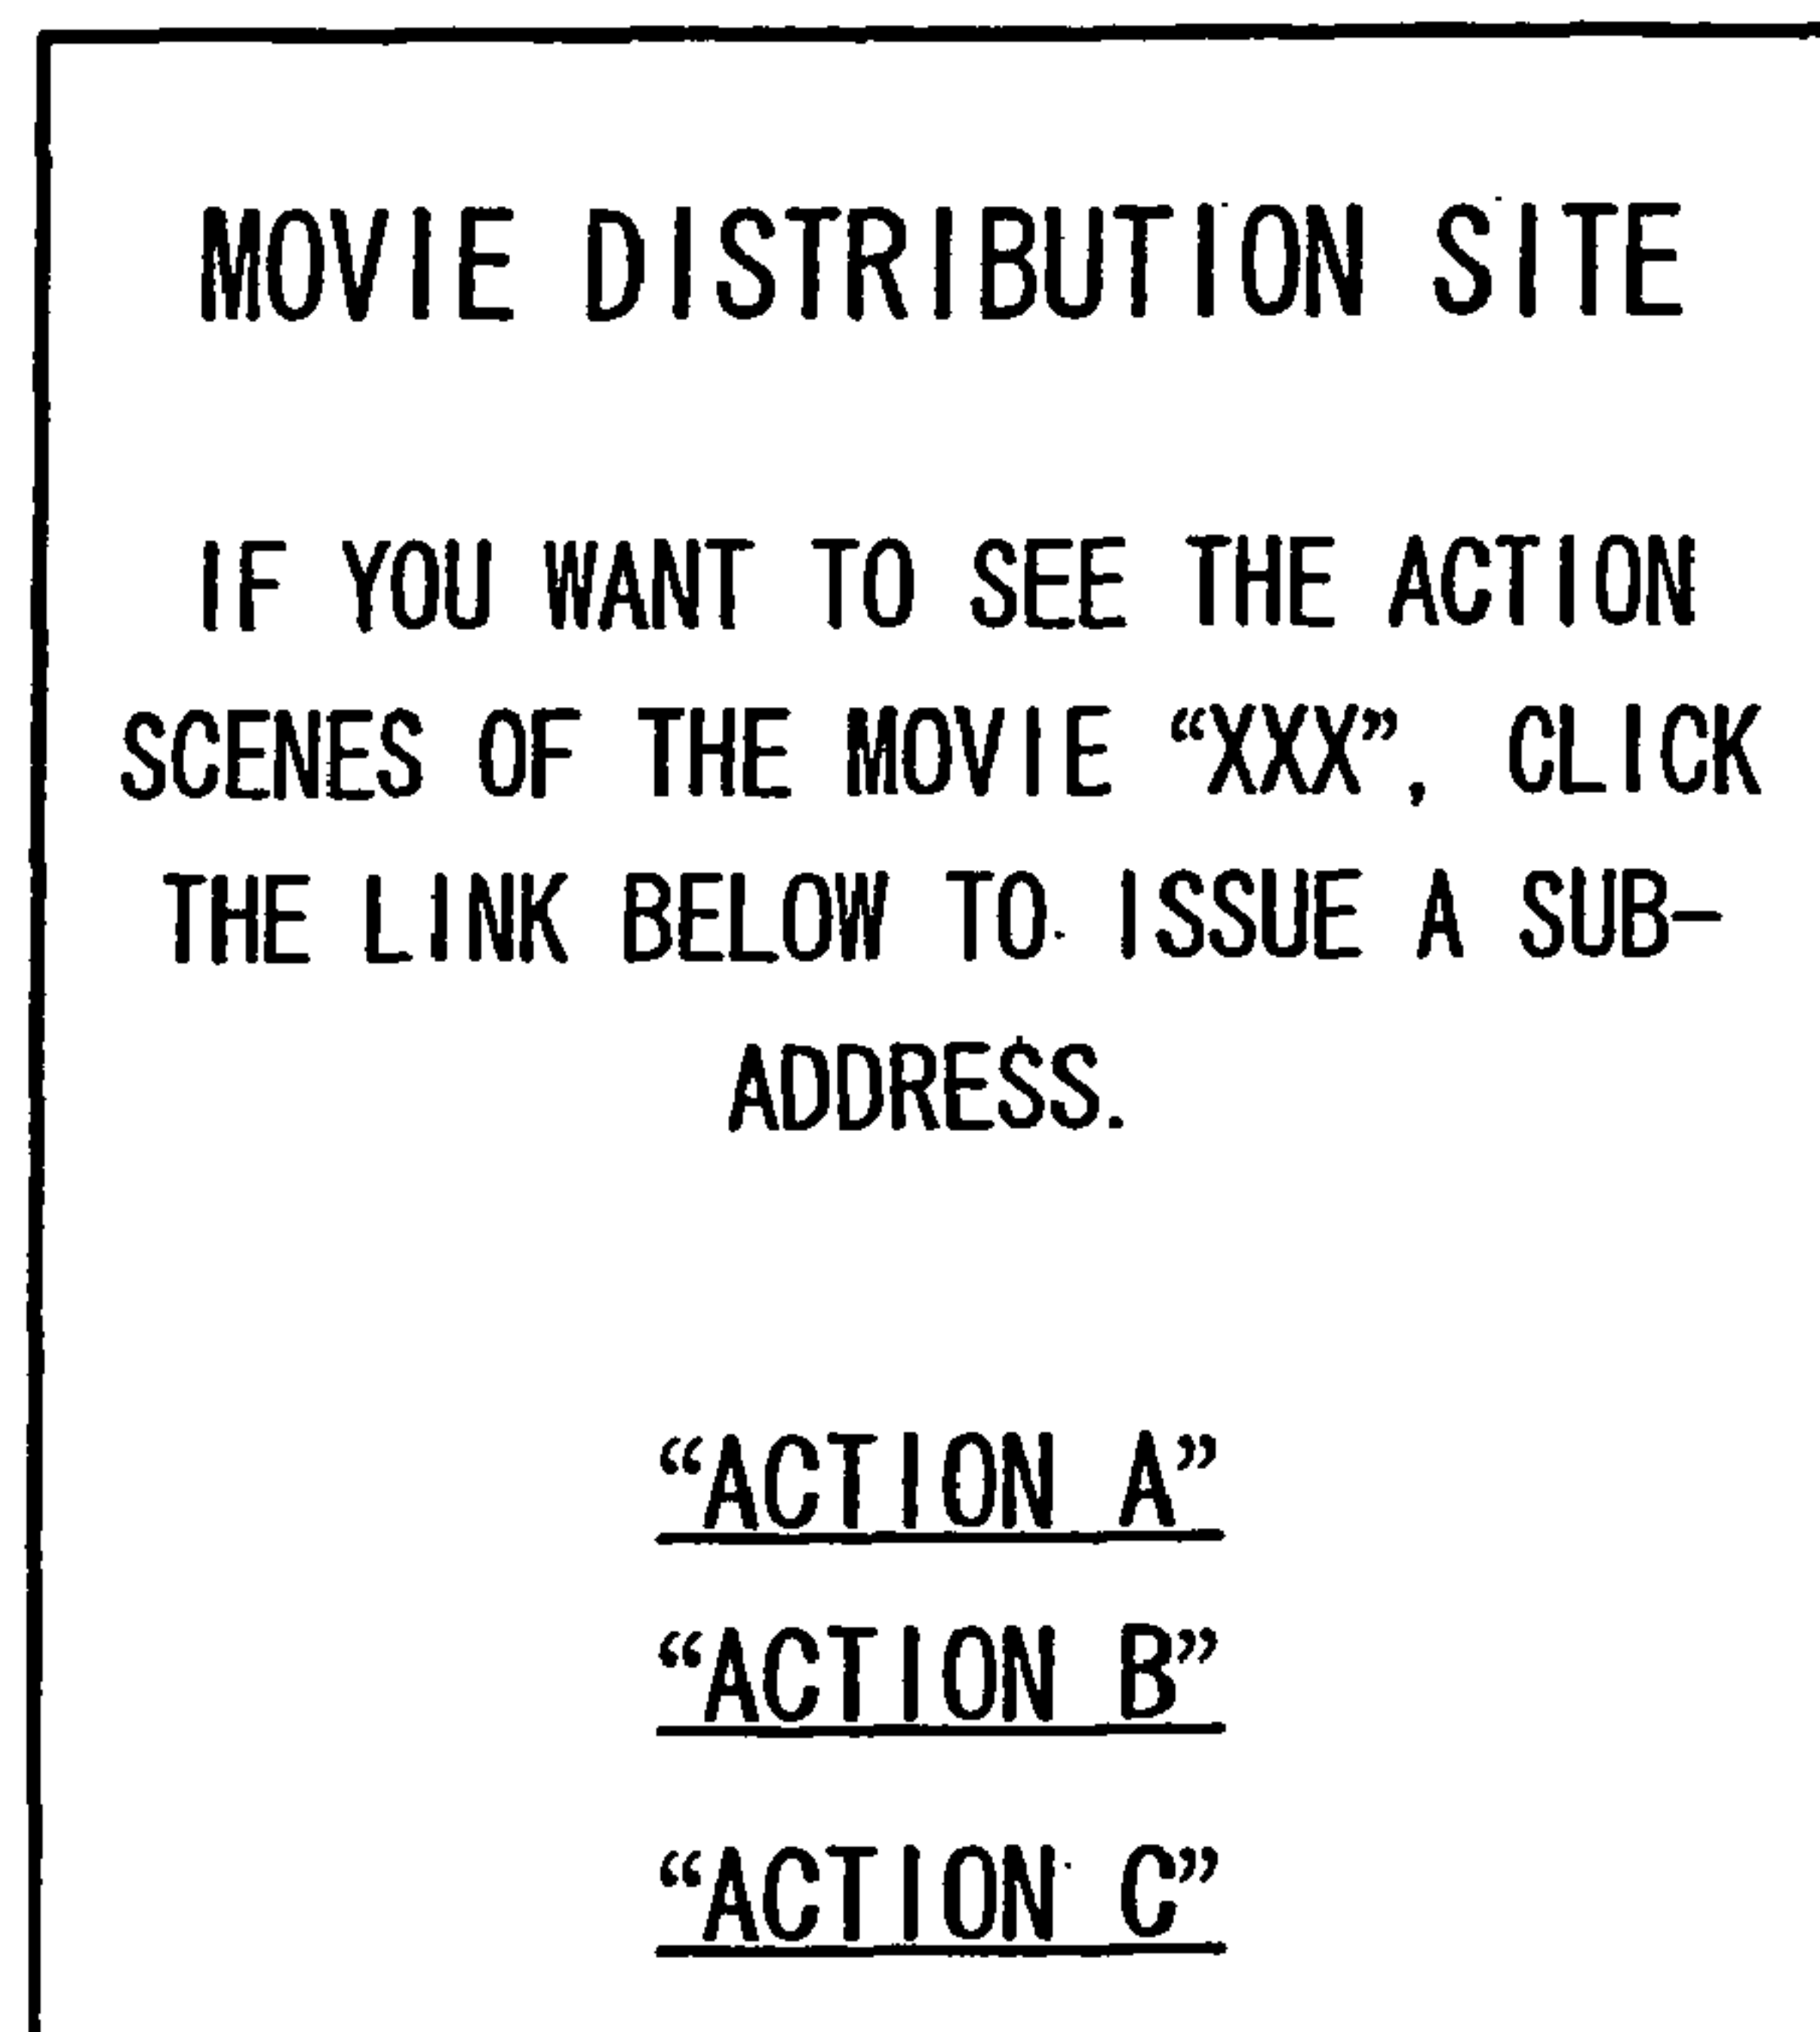 MOVIE DISTRIBUTION SITE
IF YOU WANT TO SEE THE ACTION
SCENES OF THE MOVIE “XXX”, CLICK
THE LINK BELOW TO ISSUE A SUB-
ADDRESS.
“ACTION A”
“ACTION B”
“ACTION C”